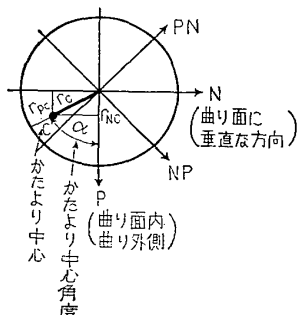 PN
N
(曲り面に
垂直な方向)
r_PC
r_C
C
α
r_NC
NP
P
(曲り面内
曲り外側)
かたより中心
かたより中心角度